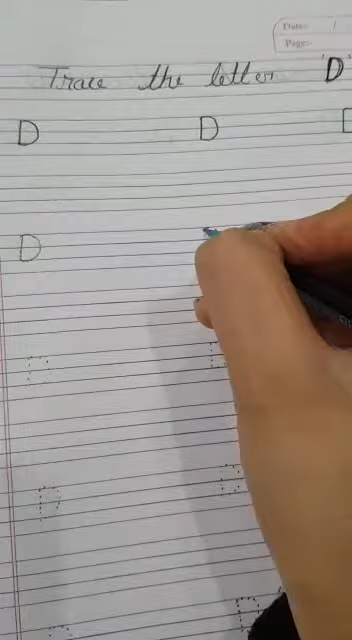 Date: /
Page:
Trace the letter 'D'
D D
D
D
D